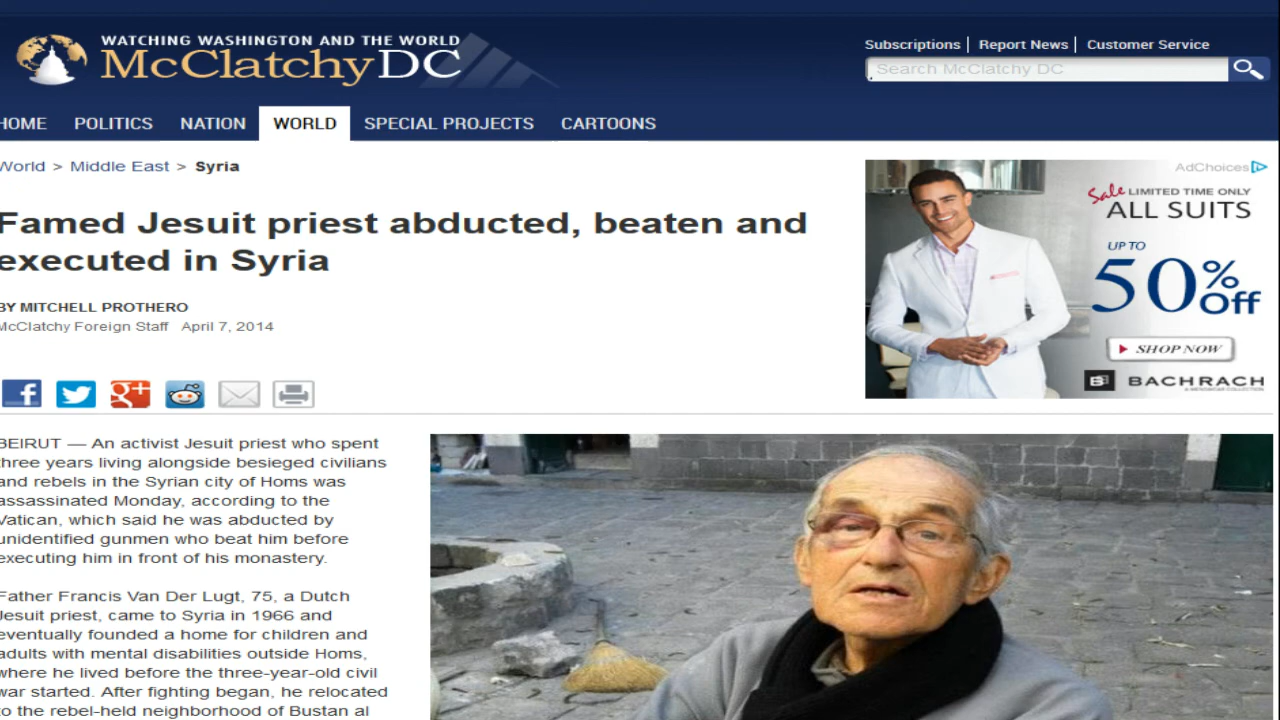 WATCHING WASHINGTON AND THE WORLD
McClatchy DC
Subscriptions | Report News | Customer Service
Search McClatchy DC
HOME POLITICS NATION WORLD SPECIAL PROJECTS CARTOONS
World > Middle East > Syria
AdChoices
Sale LIMITED TIME ONLY
ALL SUITS
UP TO
50% Off
SHOP NOW
BACHRACH
Famed Jesuit priest abducted, beaten and
executed in Syria
BY MITCHELL PROTHERO
McClatchy Foreign Staff April 7, 2014
BEIRUT — An activist Jesuit priest who spent
three years living alongside besieged civilians
and rebels in the Syrian city of Homs was
assassinated Monday, according to the
Vatican, which said he was abducted by
unidentified gunmen who beat him before
executing him in front of his monastery.
Father Francis Van Der Lugt, 75, a Dutch
Jesuit priest, came to Syria in 1966 and
eventually founded a home for children and
adults with mental disabilities outside Homs,
where he lived before the three-year-old civil
war started. After fighting began, he relocated
to the rebel-held neighborhood of Bustan al